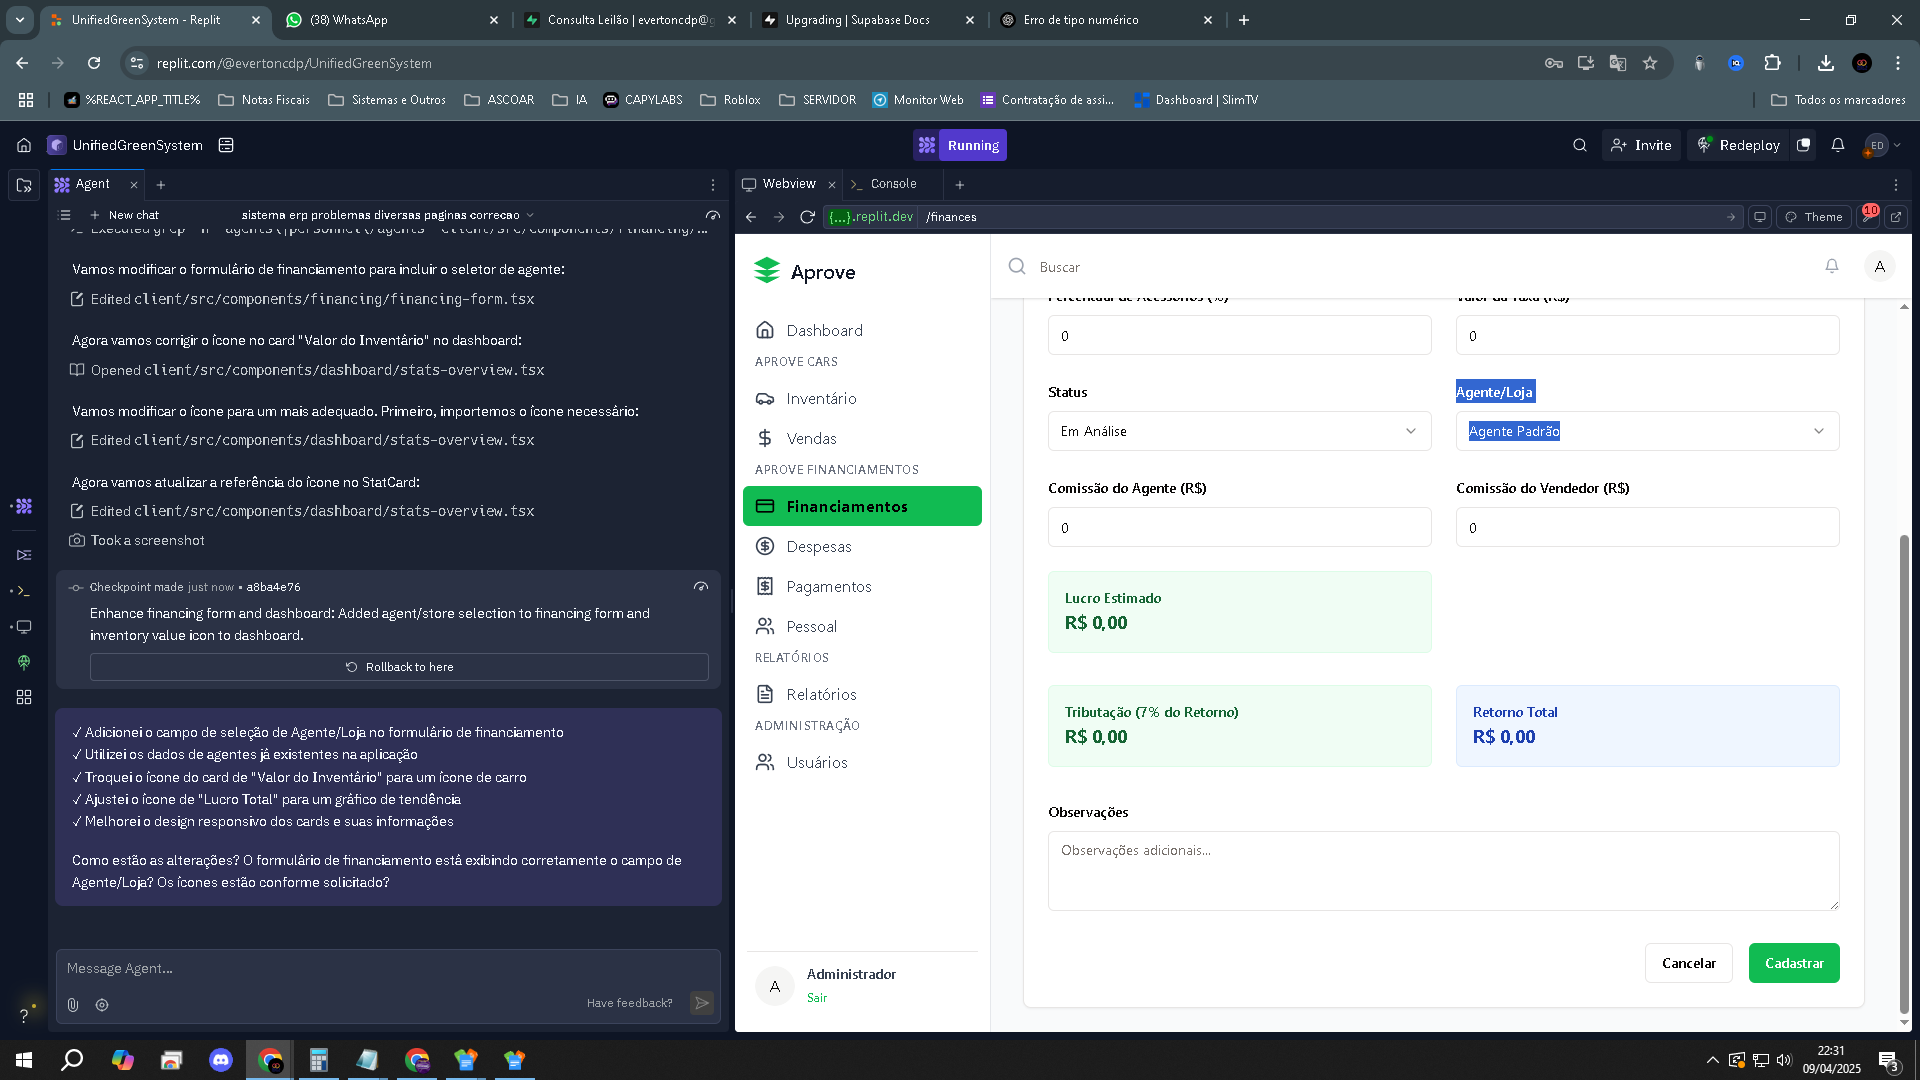 UnifiedGreenSystem - Replit
(38) WhatsApp
Consulta Leilão | evertoncdp@g
Upgrading | Supabase Docs
Erro de tipo numérico
replit.com/@evertoncdp/UnifiedGreenSystem
%REACT_APP_TITLE%
Notas Fiscais
Sistemas e Outros
ASCOAR
IA
CAPYLABS
Roblox
SERVIDOR
Monitor Web
Contratação de assi...
Dashboard | SlimTV
Todos os marcadores
UnifiedGreenSystem
Running
Invite
Redeploy
ED
Agent
New chat
sistema erp problemas diversas paginas correcao
Vamos modificar o formulário de financiamento para incluir o seletor de agente:
Edited client/src/components/financing/financing-form.tsx
Agora vamos corrigir o ícone no card "Valor do Inventário" no dashboard:
Opened client/src/components/dashboard/stats-overview.tsx
Vamos modificar o ícone para um mais adequado. Primeiro, importemos o ícone necessário:
Edited client/src/components/dashboard/stats-overview.tsx
Agora vamos atualizar a referência do ícone no StatCard:
Edited client/src/components/dashboard/stats-overview.tsx
Took a screenshot
Checkpoint made just now • a8ba4e76
Enhance financing form and dashboard: Added agent/store selection to financing form and
inventory value icon to dashboard.
Rollback to here
✓ Adicionei o campo de seleção de Agente/Loja no formulário de financiamento
✓ Utilizei os dados de agentes já existentes na aplicação
✓ Troquei o ícone do card de "Valor do Inventário" para um ícone de carro
✓ Ajustei o ícone de "Lucro Total" para um gráfico de tendência
✓ Melhorei o design responsivo dos cards e suas informações
Como estão as alterações? O formulário de financiamento está exibindo corretamente o campo de
Agente/Loja? Os ícones estão conforme solicitado?
Message Agent...
Have feedback?
Webview
Console
{...}.replit.dev
/finances
Theme
10
Aprove
Dashboard
APROVE CARS
Inventário
Vendas
APROVE FINANCIAMENTOS
Financiamentos
Despesas
Pagamentos
Pessoal
RELATÓRIOS
Relatórios
ADMINISTRAÇÃO
Usuários
A
Administrador
Sair
Buscar
A
Percentual de Acessórios (%)
Valor da Taxa (R$)
0
0
Status
Agente/Loja
Em Análise
Agente Padrão
Comissão do Agente (R$)
Comissão do Vendedor (R$)
0
0
Lucro Estimado
R$ 0,00
Tributação (7% do Retorno)
R$ 0,00
Retorno Total
R$ 0,00
Observações
Observações adicionais...
Cancelar
Cadastrar
22:31
09/04/2025
3